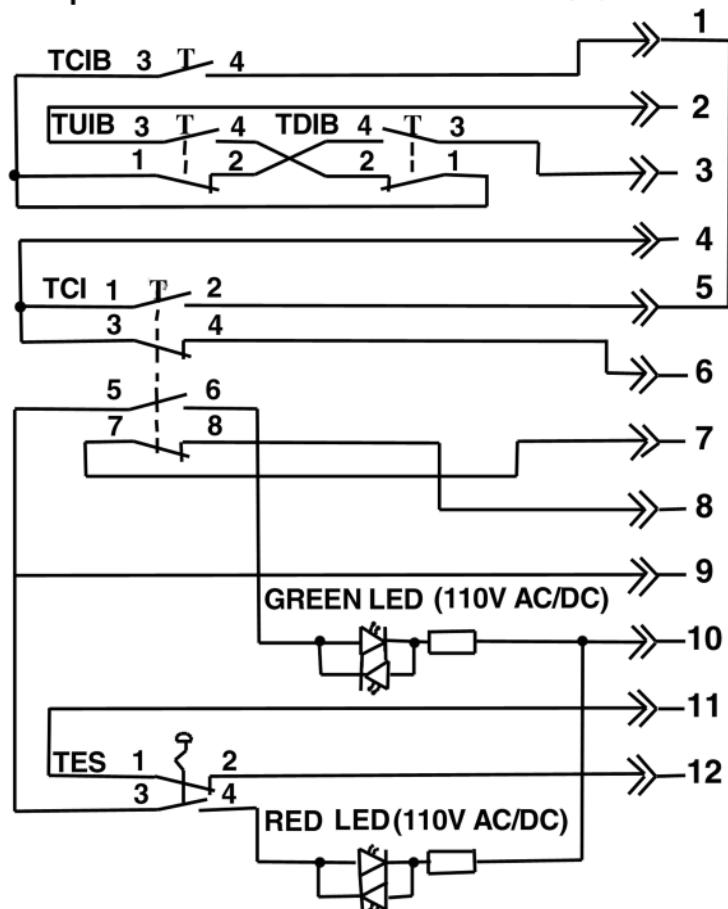 1
TCIB 3 T 4
2
TUIB 3 T 4 TDIB 4 T 3
1 2 2 1
3
4
TCI 1 T 2
5
3 4
6
5 6
7 8
7
8
9
GREEN LED (110V AC/DC)
10
11
TES 1 2
12
3 4
RED LED (110V AC/DC)